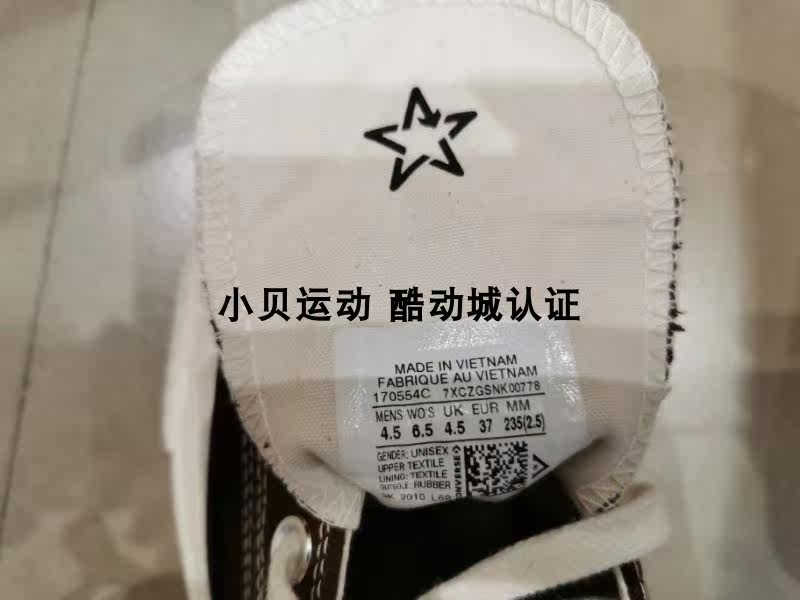 小贝运动 酷动城认证
MADE IN VIETNAM
FABRIQUE AU VIETNAM
170554C 7XCZGSNK00778
MENS WO'S UK EUR MM
4.5 6.5 4.5 37 235(2.5)
GENDER: UNISEX
UPPER: TEXTILE
LINING: TEXTILE
OUTSOLE: RUBBER
2010 L68
CONVERSE